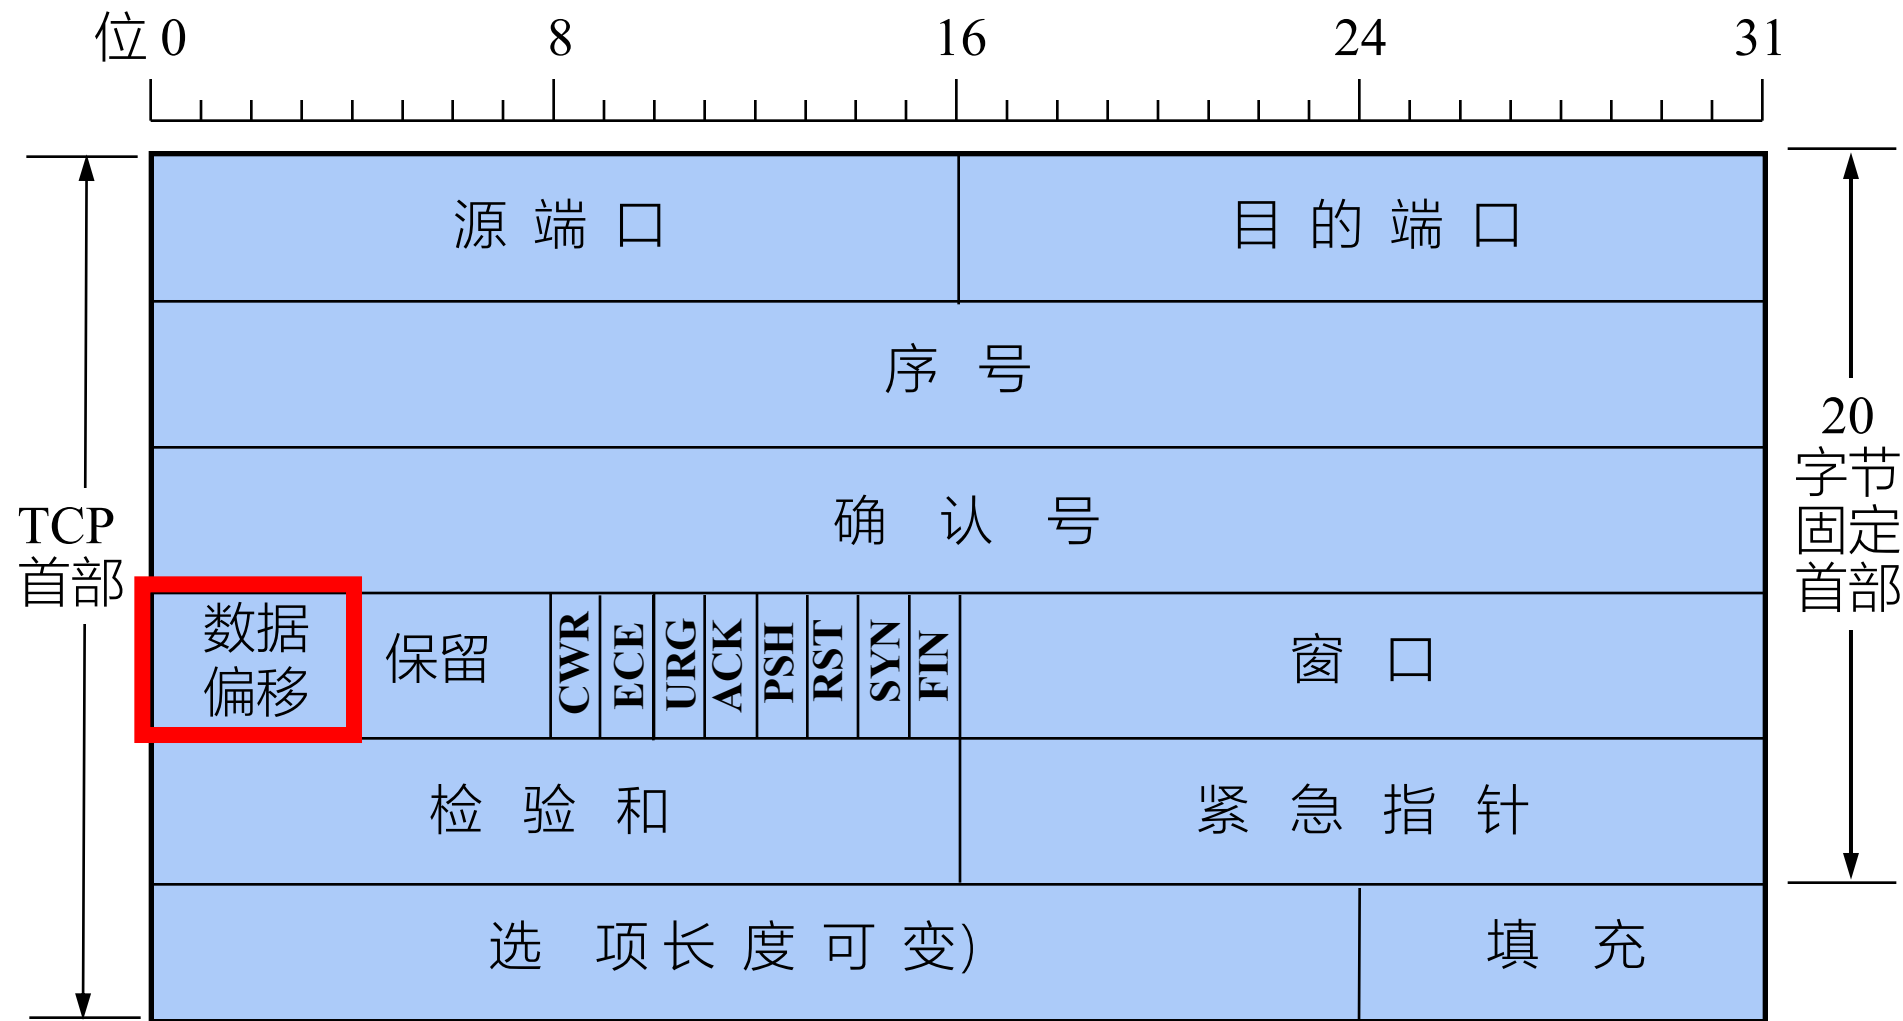 位 0 8 16 24 31
源端口 目的端口
序号
确认号
TCP
首部
20
字节
固定
首部
数据
偏移
保留 CWR ECE URG ACK PSH RST SYN FIN 窗口
检验和 紧急指针
选项长度可变) 填充